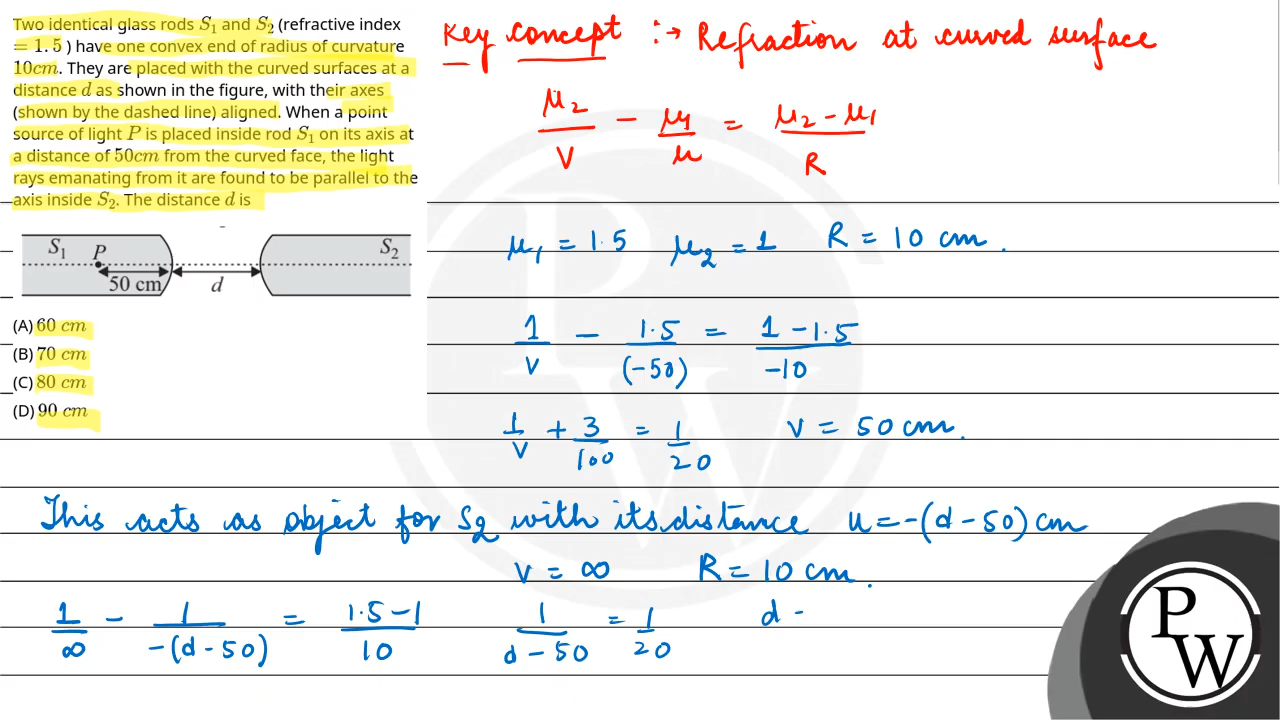 Two identical glass rods S₁ and S₂ (refractive index
= 1.5 ) have one convex end of radius of curvature
10cm. They are placed with the curved surfaces at a
distance d as shown in the figure, with their axes
(shown by the dashed line) aligned. When a point
source of light P is placed inside rod S₁ on its axis at
a distance of 50cm from the curved face, the light
rays emanating from it are found to be parallel to the
axis inside S₂. The distance d is
S₁ P S₂
50 cm d
(A) 60 cm
(B) 70 cm
(C) 80 cm
(D) 90 cm
Key concept :→ Refraction at curved surface
μ₂/V − μ₁/u = (μ₂ − μ₁)/R
μ₁ = 1.5 μ₂ = 1 R = 10 cm.
1/V − 1.5/(−50) = (1 − 1.5)/−10
1/V + 3/100 = 1/20 V = 50 cm.
This acts as object for S2 with its distance u = −(d − 50) cm
V = ∞ R = 10 cm.
1/∞ − 1/−(d − 50) = (1.5 − 1)/10 1/(d − 50) = 1/20 d -
PW